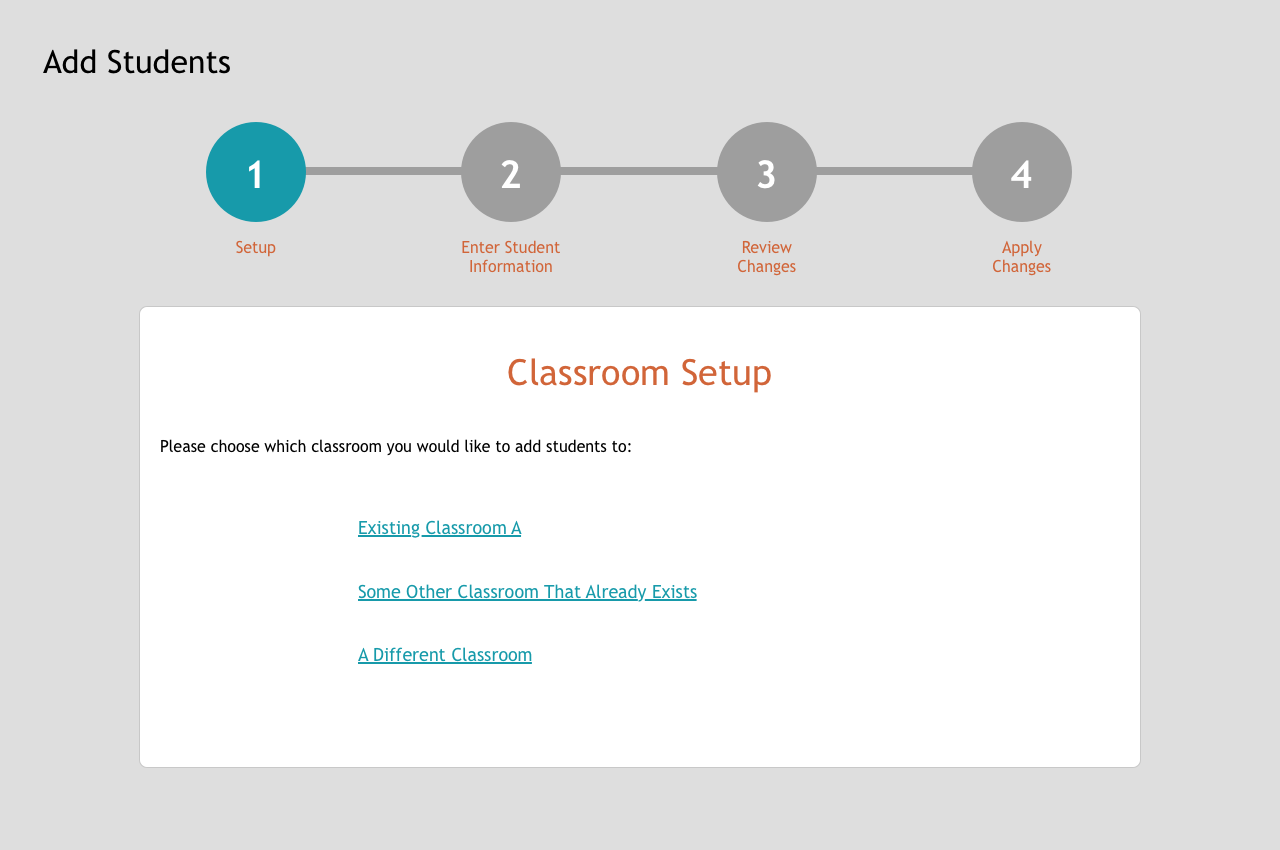 Add Students
1
2
3
4
Setup
Enter Student
Information
Review
Changes
Apply
Changes
Classroom Setup
Please choose which classroom you would like to add students to:
Existing Classroom A
Some Other Classroom That Already Exists
A Different Classroom